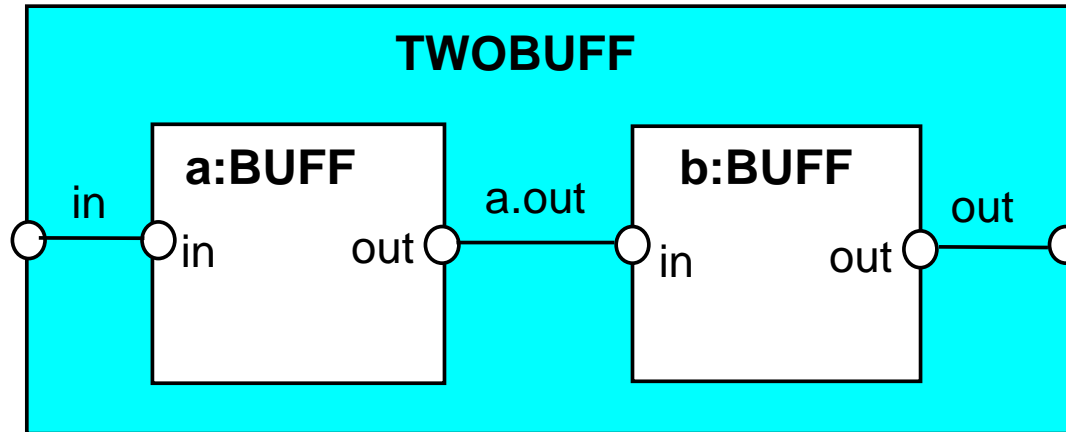 TWOBUFF
a:BUFF
b:BUFF
in
a.out
out
in
out
in
out